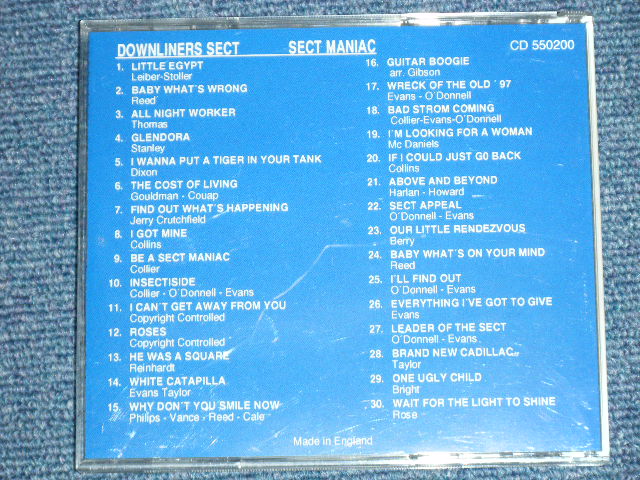 DOWNLINERS SECT SECT MANIAC
CD 550200
1. LITTLE EGYPT
Leiber-Stoller
2. BABY WHAT'S WRONG
Reed
3. ALL NIGHT WORKER
Thomas
4. GLENDORA
Stanley
5. I WANNA PUT A TIGER IN YOUR TANK
Dixon
6. THE COST OF LIVING
Gouldman - Couap
7. FIND OUT WHAT'S HAPPENING
Jerry Crutchfield
8. I GOT MINE
Collins
9. BE A SECT MANIAC
Collier
10. INSECTISIDE
Collier - O'Donnell - Evans
11. I CAN'T GET AWAY FROM YOU
Copyright Controlled
12. ROSES
Copyright Controlled
13. HE WAS A SQUARE
Reinhardt
14. WHITE CATAPILLA
Evans Taylor
15. WHY DON'T YOU SMILE NOW
Philips - Vance - Reed - Cale
16. GUITAR BOOGIE
arr. Gibson
17. WRECK OF THE OLD '97
Evans - O'Donnell
18. BAD STROM COMING
Collier-Evans-O'Donnell
19. I'M LOOKING FOR A WOMAN
Mc Daniels
20. IF I COULD JUST G0 BACK
Collins
21. ABOVE AND BEYOND
Harlan - Howard
22. SECT APPEAL
O'Donnell - Evans
23. OUR LITTLE RENDEZVOUS
Berry
24. BABY WHAT'S ON YOUR MIND
Reed
25. I'LL FIND OUT
O'Donnell - Evans
26. EVERYTHING I'VE GOT TO GIVE
Evans
27. LEADER OF THE SECT
O'Donnell - Evans
28. BRAND NEW CADILLAC
Taylor
29. ONE UGLY CHILD
Bright
30. WAIT FOR THE LIGHT TO SHINE
Rose
Made in England